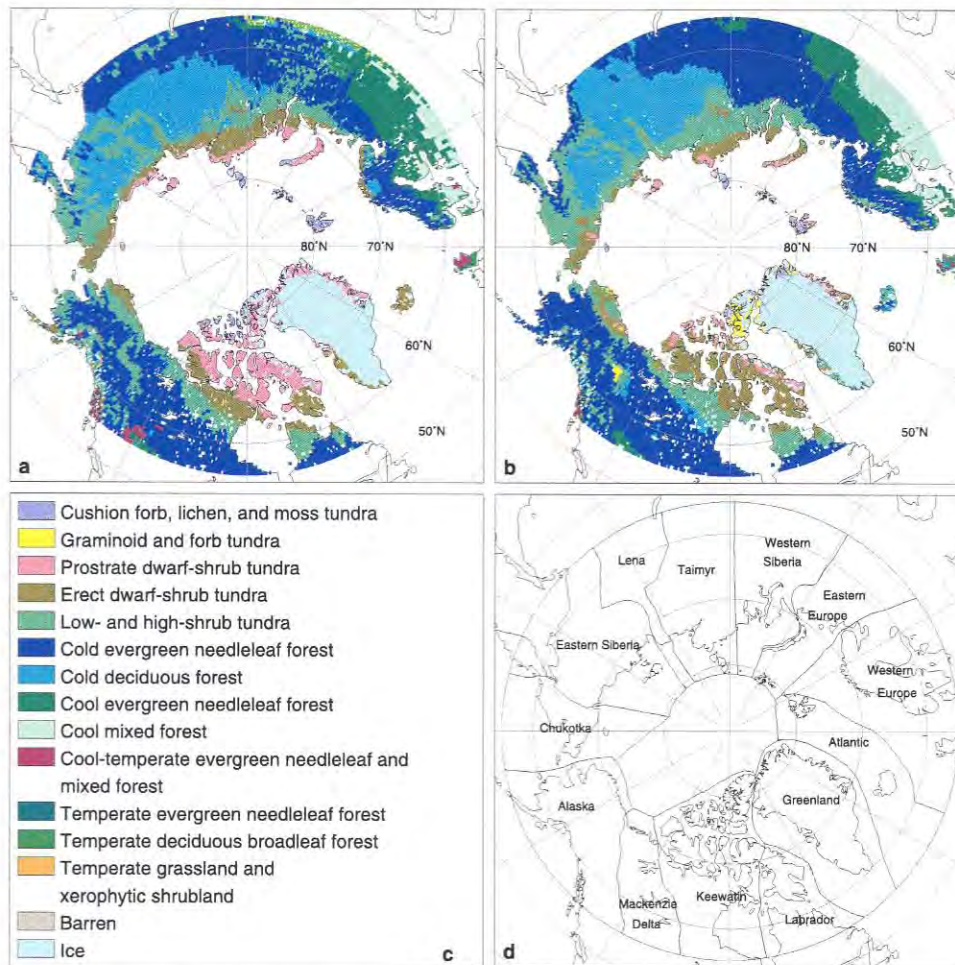 80°N
70°N
60°N
50°N
a
80°N
70°N
60°N
50°N
b
Cushion forb, lichen, and moss tundra
Graminoid and forb tundra
Prostrate dwarf-shrub tundra
Erect dwarf-shrub tundra
Low- and high-shrub tundra
Cold evergreen needleleaf forest
Cold deciduous forest
Cool evergreen needleleaf forest
Cool mixed forest
Cool-temperate evergreen needleleaf and
mixed forest
Temperate evergreen needleleaf forest
Temperate deciduous broadleaf forest
Temperate grassland and
xerophytic shrubland
Barren
Ice
c
Western
Siberia
Lena
Taimyr
Eastern
Europe
Eastern Siberia
Western
Europe
Chukotka
Atlantic
Alaska
Greenland
Mackenzie
Delta
Keewatin
Labrador
d